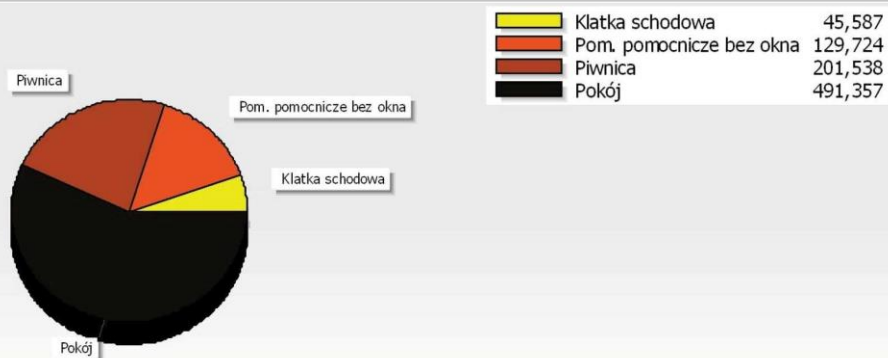 Klatka schodowa 45,587
Pom. pomocnicze bez okna 129,724
Piwnica 201,538
Pokój 491,357
Piwnica
Pom. pomocnicze bez okna
Klatka schodowa
Pokój